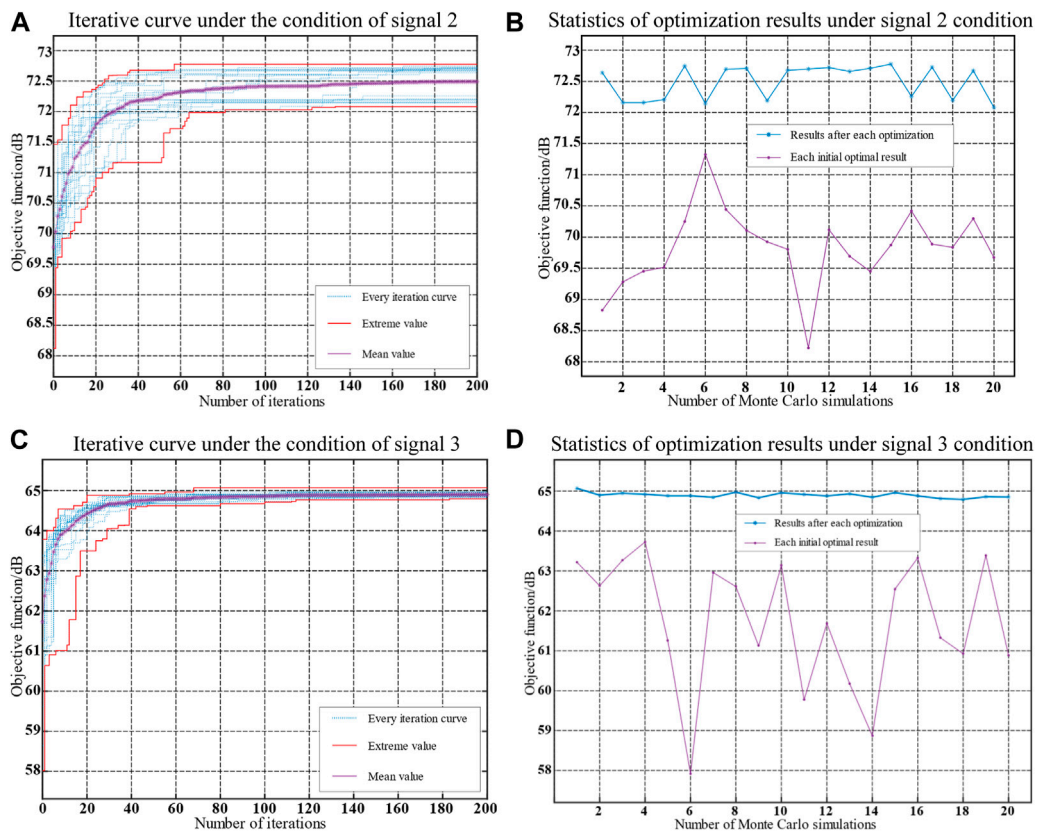 A
Iterative curve under the condition of signal 2
Objective function/dB
73
72.5
72
71.5
71
70.5
70
69.5
69
68.5
68
Every iteration curve
Extreme value
Mean value
0 20 40 60 80 100 120 140 160 180 200
Number of iterations
B
Statistics of optimization results under signal 2 condition
Objective function/dB
73
72.5
72
71.5
71
70.5
70
69.5
69
68.5
68
Results after each optimization
Each initial optimal result
2 4 6 8 10 12 14 16 18 20
Number of Monte Carlo simulations
C
Iterative curve under the condition of signal 3
Objective function/dB
65
64
63
62
61
60
59
58
Every iteration curve
Extreme value
Mean value
0 20 40 60 80 100 120 140 160 180 200
Number of iterations
D
Statistics of optimization results under signal 3 condition
Objective function/dB
65
64
63
62
61
60
59
58
Results after each optimization
Each initial optimal result
2 4 6 8 10 12 14 16 18 20
Number of Monte Carlo simulations